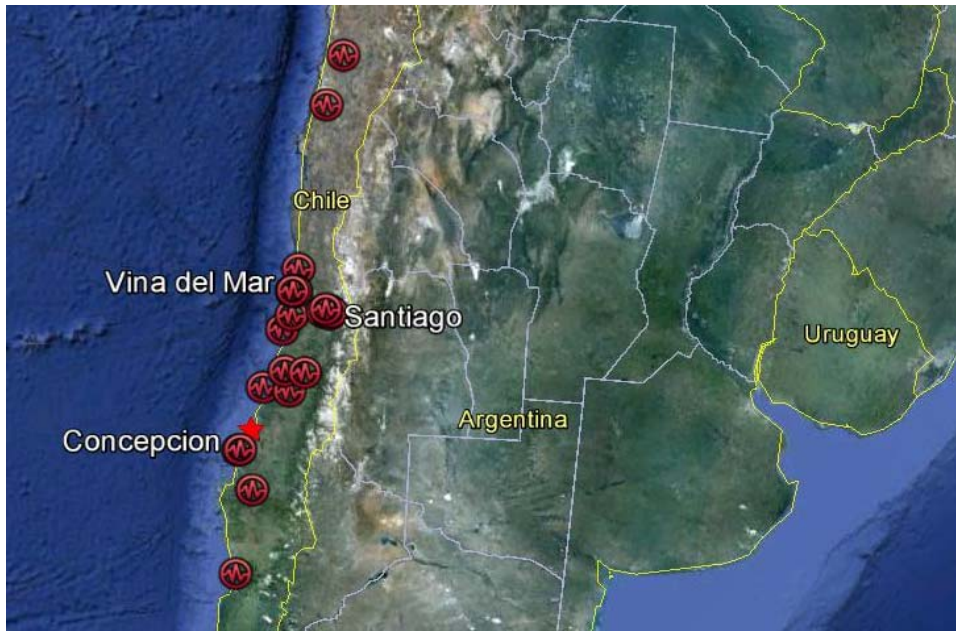 Chile
Vina del Mar
Santiago
Uruguay
Argentina
Concepcion